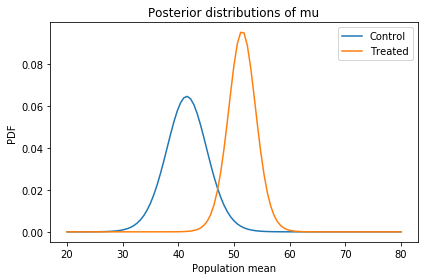 Posterior distributions of mu
Control
Treated
PDF
0.08
0.06
0.04
0.02
0.00
20 30 40 50 60 70 80
Population mean